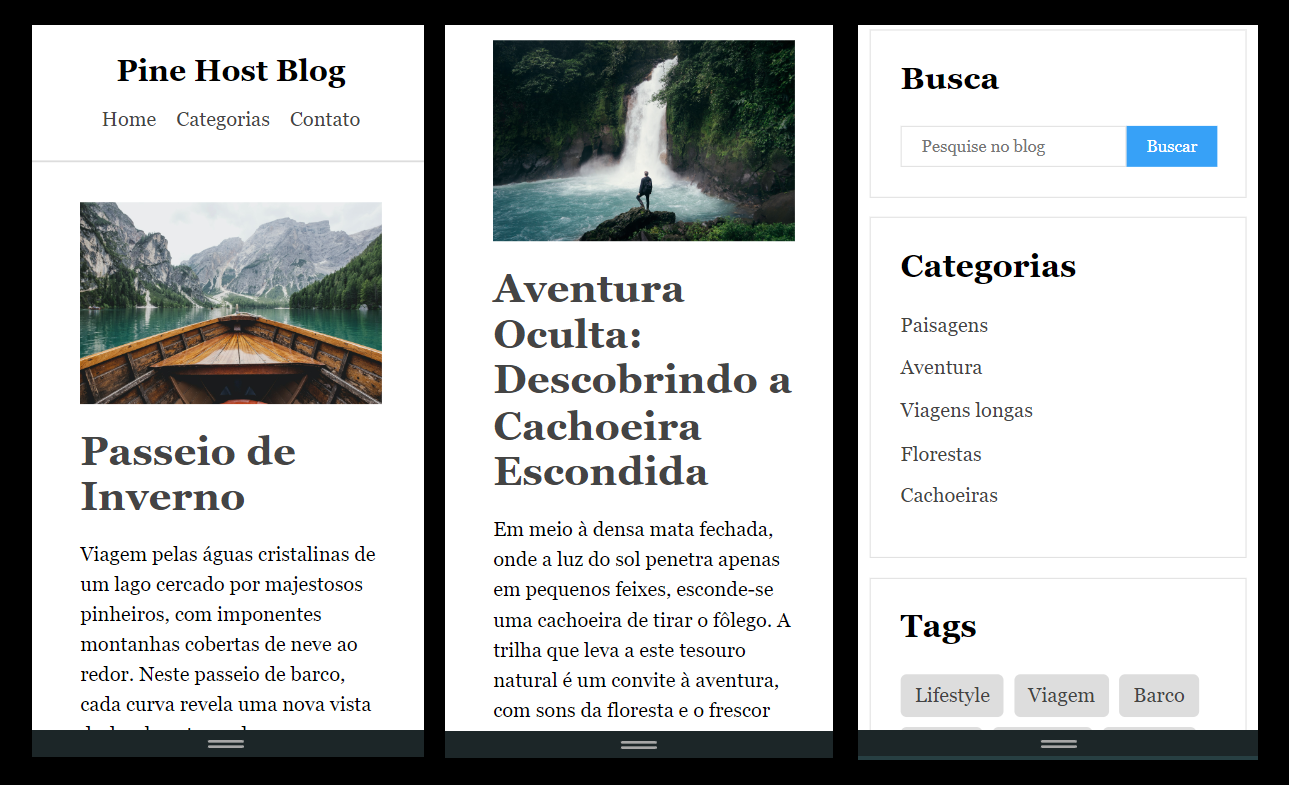 Pine Host Blog
Home Categorias Contato
Passeio de
Inverno
Viagem pelas águas cristalinas de
um lago cercado por majestosos
pinheiros, com imponentes
montanhas cobertas de neve ao
redor. Neste passeio de barco,
cada curva revela uma nova vista
Aventura
Oculta:
Descobrindo a
Cachoeira
Escondida
Em meio à densa mata fechada,
onde a luz do sol penetra apenas
em pequenos feixes, esconde-se
uma cachoeira de tirar o fôlego. A
trilha que leva a este tesouro
natural é um convite à aventura,
com sons da floresta e o frescor
Busca
Pesquise no blog Buscar
Categorias
Paisagens
Aventura
Viagens longas
Florestas
Cachoeiras
Tags
Lifestyle Viagem Barco